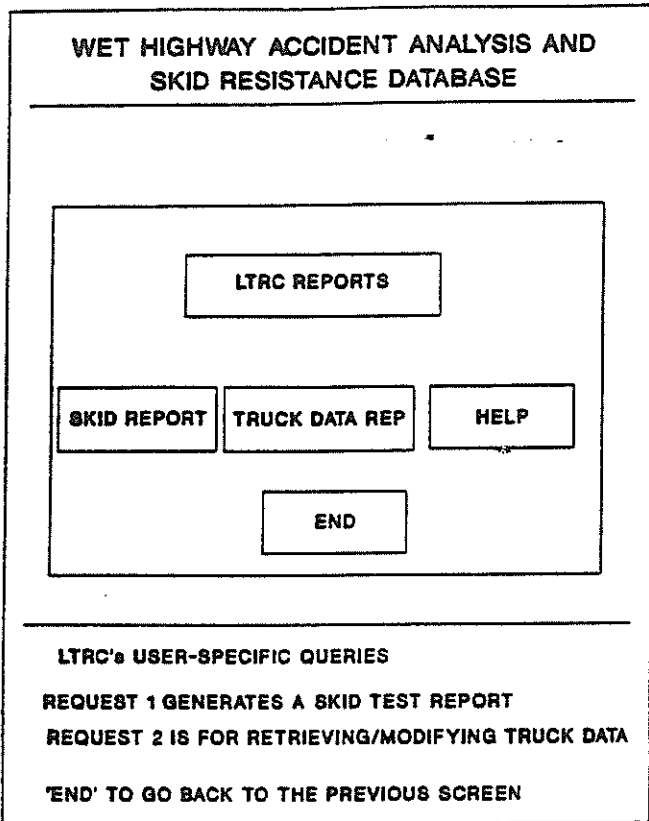 WET HIGHWAY ACCIDENT ANALYSIS AND
SKID RESISTANCE DATABASE
LTRC REPORTS
SKID REPORT TRUCK DATA REP HELP
END
LTRC's USER-SPECIFIC QUERIES
REQUEST 1 GENERATES A SKID TEST REPORT
REQUEST 2 IS FOR RETRIEVING/MODIFYING TRUCK DATA
'END' TO GO BACK TO THE PREVIOUS SCREEN